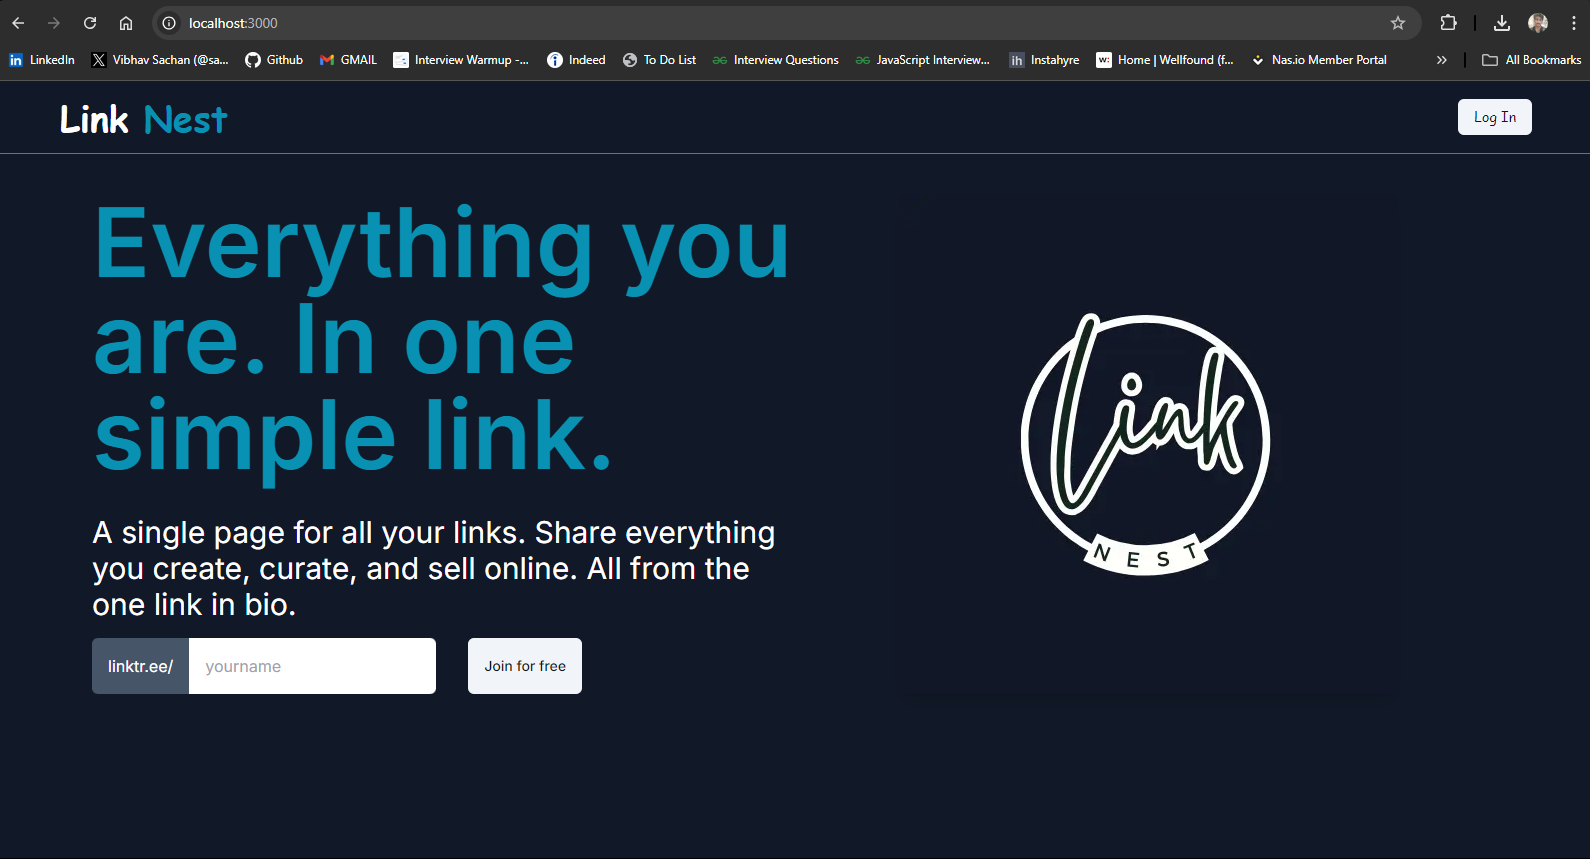 localhost:3000
LinkedIn
Vibhav Sachan (@sa...
Github
GMAIL
Interview Warmup -...
Indeed
To Do List
Interview Questions
JavaScript Interview...
ih
Instahyre
w:
Home | Wellfound (f...
Nas.io Member Portal
All Bookmarks
Link Nest
Log In
Everything you
are. In one
simple link.
Link
NEST
A single page for all your links. Share everything
you create, curate, and sell online. All from the
one link in bio.
linktr.ee/
yourname
Join for free